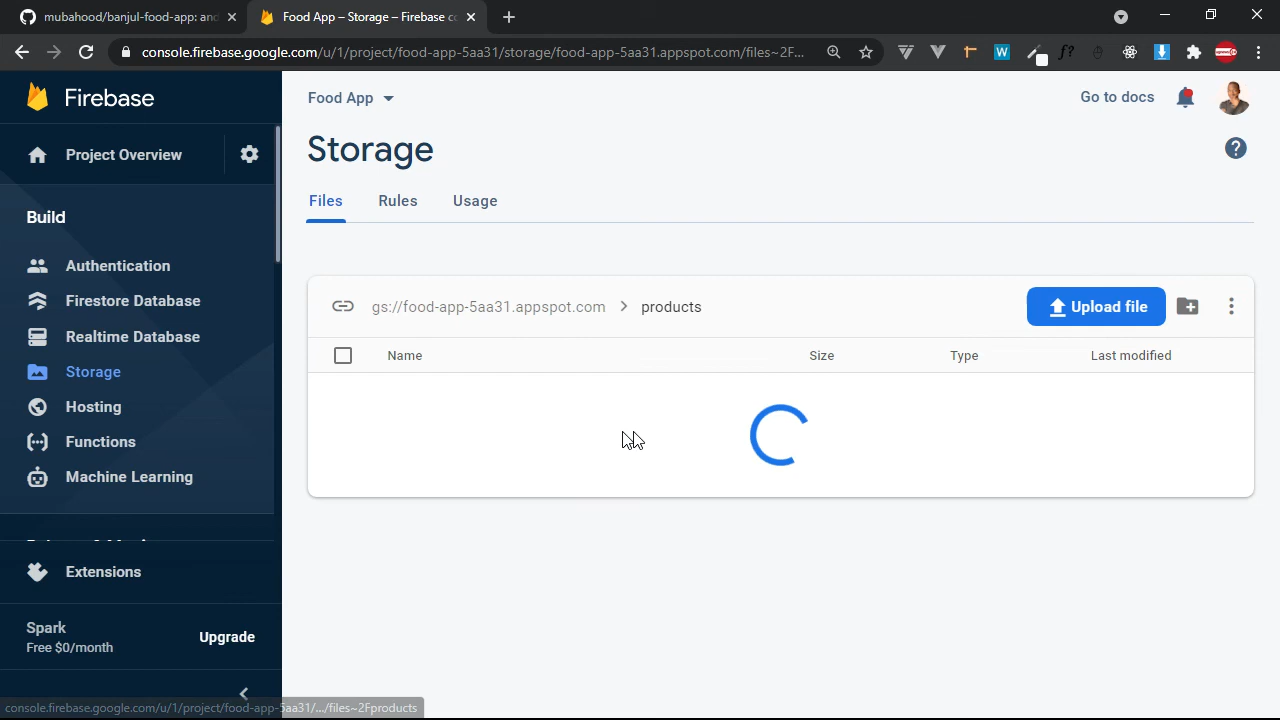 mubahood/banjul-food-app: and
Food App – Storage – Firebase co
console.firebase.google.com/u/1/project/food-app-5aa31/storage/food-app-5aa31.appspot.com/files~2F...
W
f?
Firebase
Food App
Go to docs
Project Overview
Storage
?
Files
Rules
Usage
Build
Authentication
Firestore Database
Realtime Database
Storage
Hosting
Functions
Machine Learning
gs://food-app-5aa31.appspot.com > products
Upload file
Name
Size
Type
Last modified
Extensions
Spark
Free $0/month
Upgrade
console.firebase.google.com/u/1/project/food-app-5aa31/.../files~2Fproducts